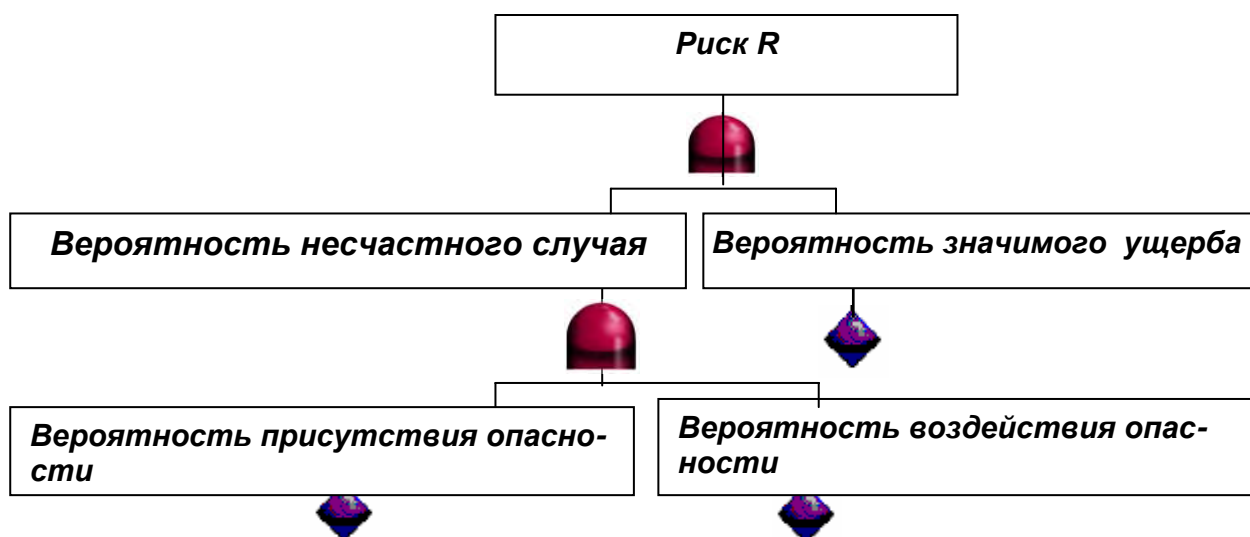 Риск R
Вероятность несчастного случая
Вероятность значимого ущерба
Вероятность присутствия опасно-
сти
Вероятность воздействия опас-
ности